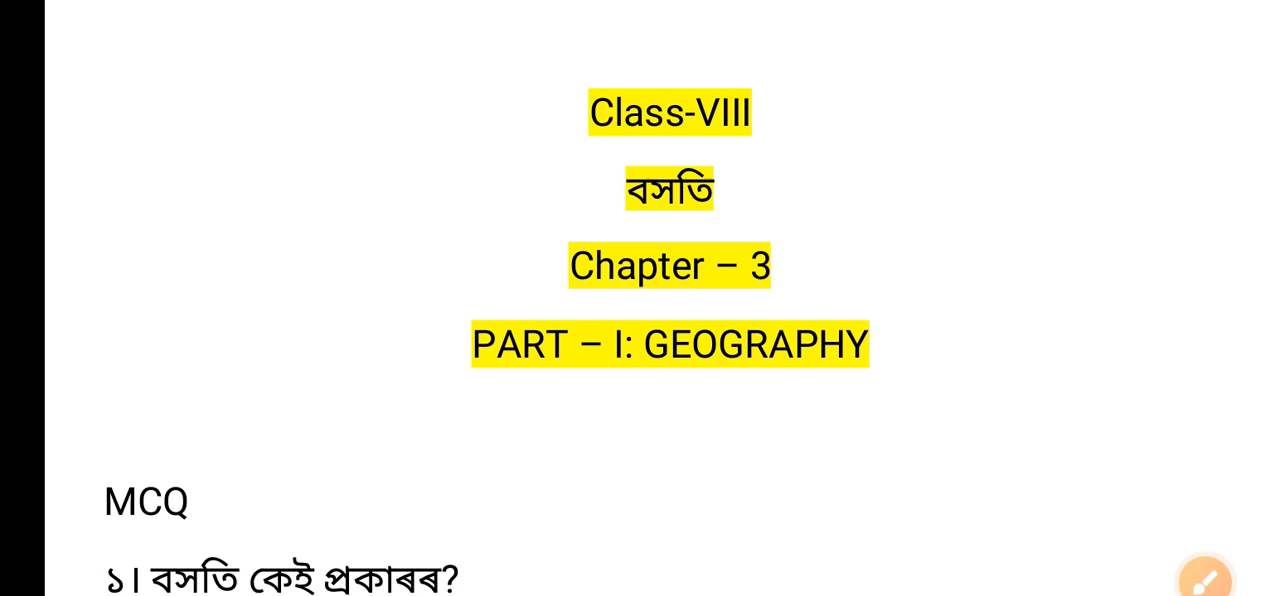 Class-VIII
বসতি
Chapter – 3
PART – I: GEOGRAPHY
MCQ
১। বসতি কেই প্ৰকাৰৰ?